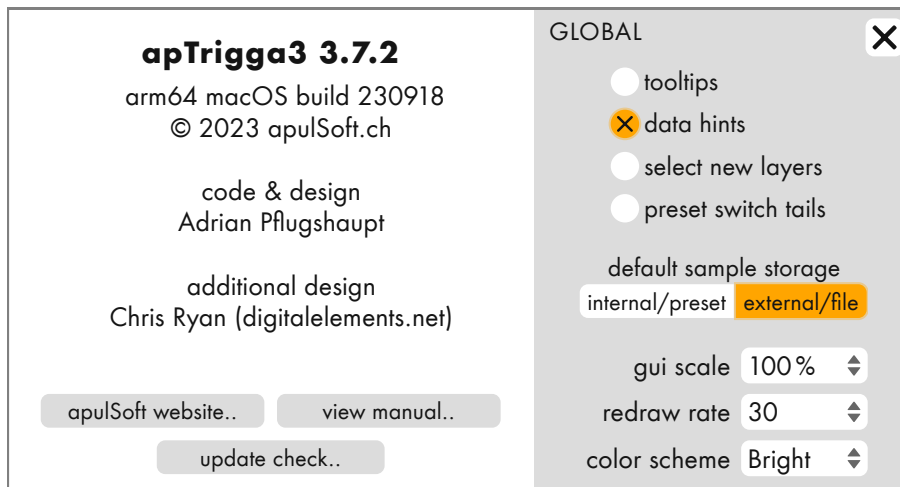 apTrigga3 3.7.2
arm64 macOS build 230918
© 2023 apulSoft.ch
code & design
Adrian Pflugshaupt
additional design
Chris Ryan (digitalelements.net)
apulSoft website..
view manual..
update check..
GLOBAL
tooltips
data hints
select new layers
preset switch tails
default sample storage
internal/preset external/file
gui scale 100%
redraw rate 30
color scheme Bright